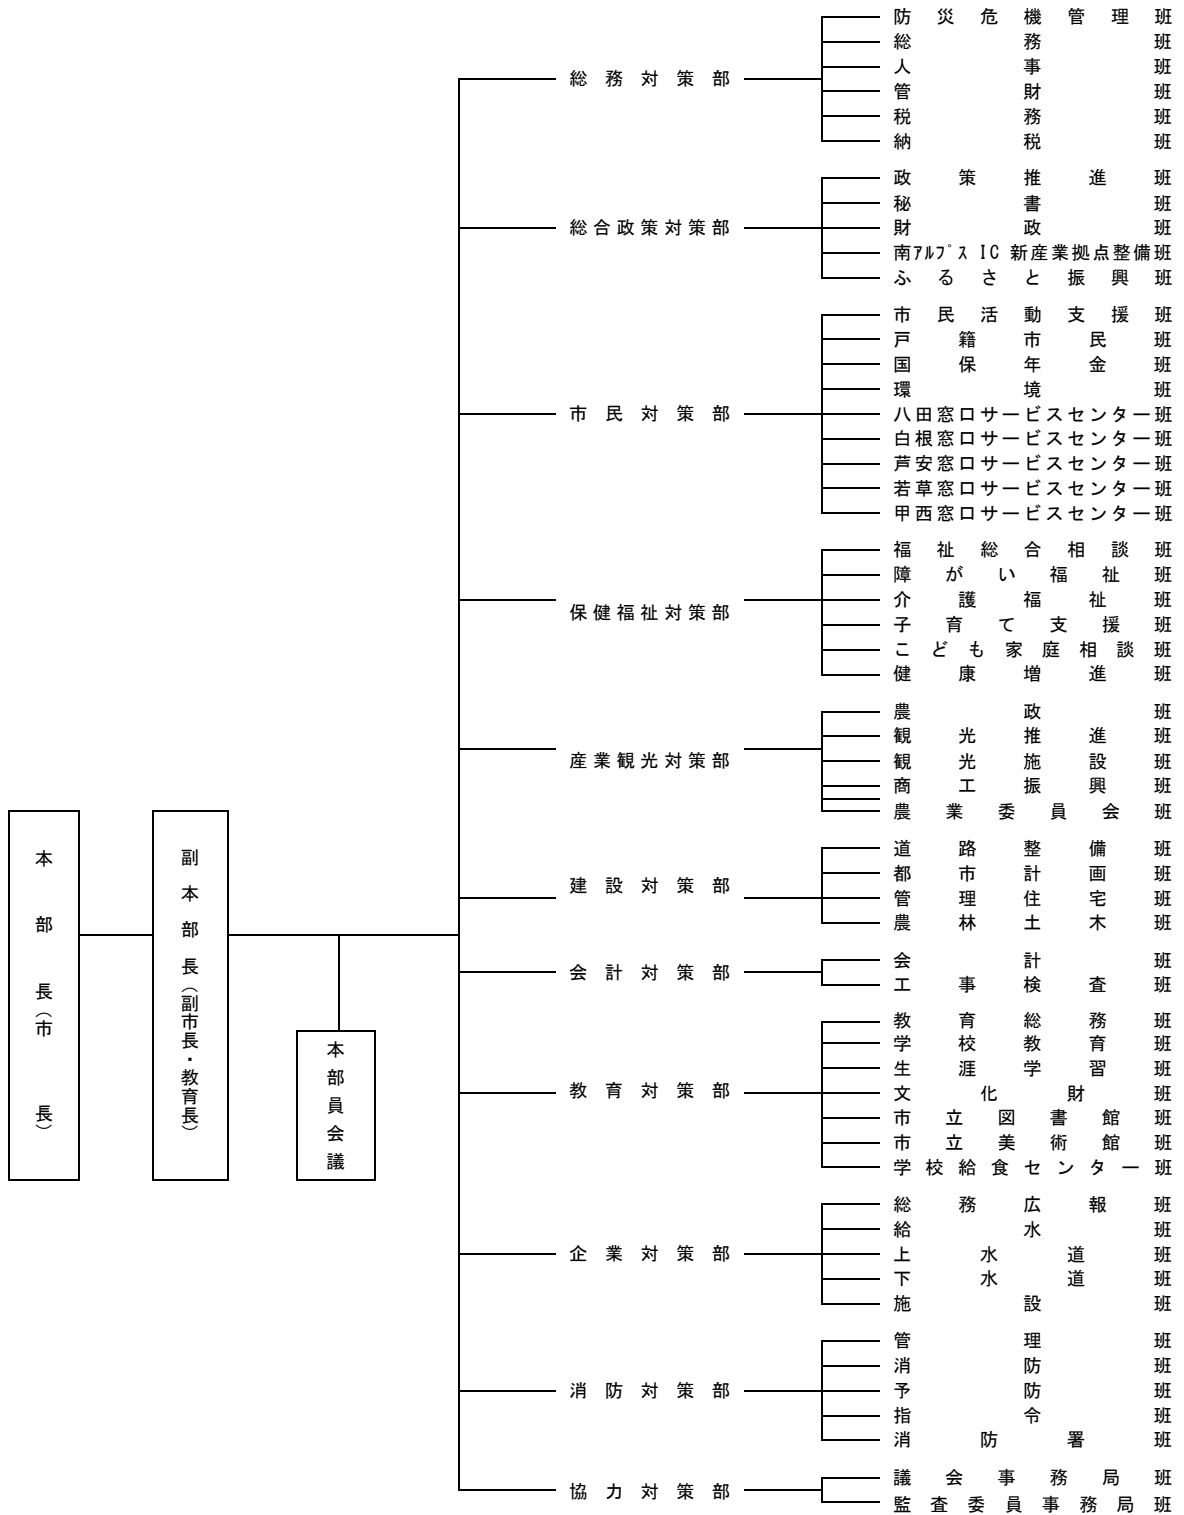 本部長（市長）
副本部長（副市長・教育長）
本部員会議
総務対策部
防災危機管理班
総務班
人事班
管財班
税務班
納税班
総合政策対策部
政策推進班
秘書班
財政班
南ｱﾙﾌﾟｽ IC 新産業拠点整備班
ふるさと振興班
市民対策部
市民活動支援班
戸籍市民班
国保年金班
環境班
八田窓口サービスセンター班
白根窓口サービスセンター班
芦安窓口サービスセンター班
若草窓口サービスセンター班
甲西窓口サービスセンター班
保健福祉対策部
福祉総合相談班
障がい福祉班
介護福祉班
子育て支援班
こども家庭相談班
健康増進班
産業観光対策部
農政班
観光推進班
観光施設班
商工振興班
農業委員会班
建設対策部
道路整備班
都市計画班
管理住宅班
農林土木班
会計対策部
会計班
工事検査班
教育対策部
教育総務班
学校教育班
生涯学習班
文化財班
市立図書館班
市立美術館班
学校給食センター班
企業対策部
総務広報班
給水班
上水道班
下水道班
施設班
消防対策部
管理班
消防班
予防班
指令班
消防署班
協力対策部
議会事務局班
監査委員事務局班